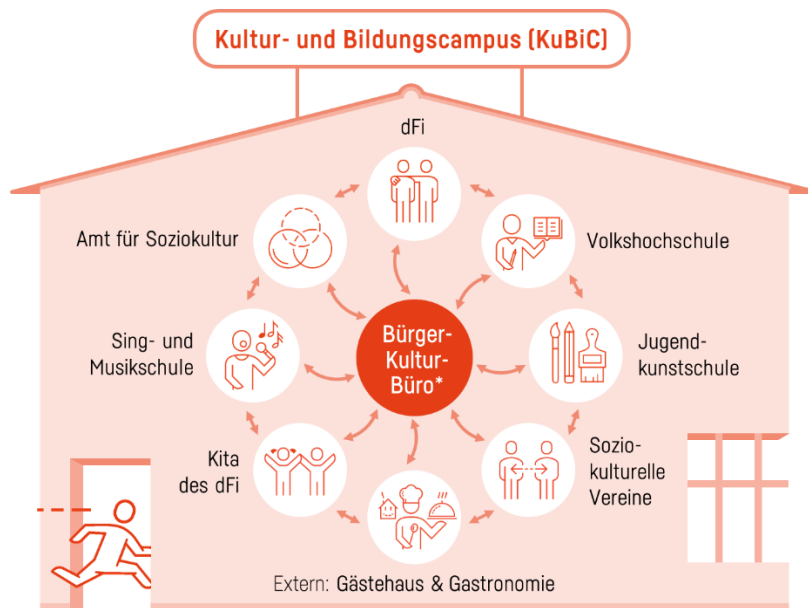 Kultur- und Bildungscampus (KuBiC)
dFi
Amt für Soziokultur
Volkshochschule
Sing- und
Musikschule
Bürger-
Kultur-
Büro*
Jugend-
kunstschule
Kita
des dFi
Sozio-
kulturelle
Vereine
Extern: Gästehaus & Gastronomie